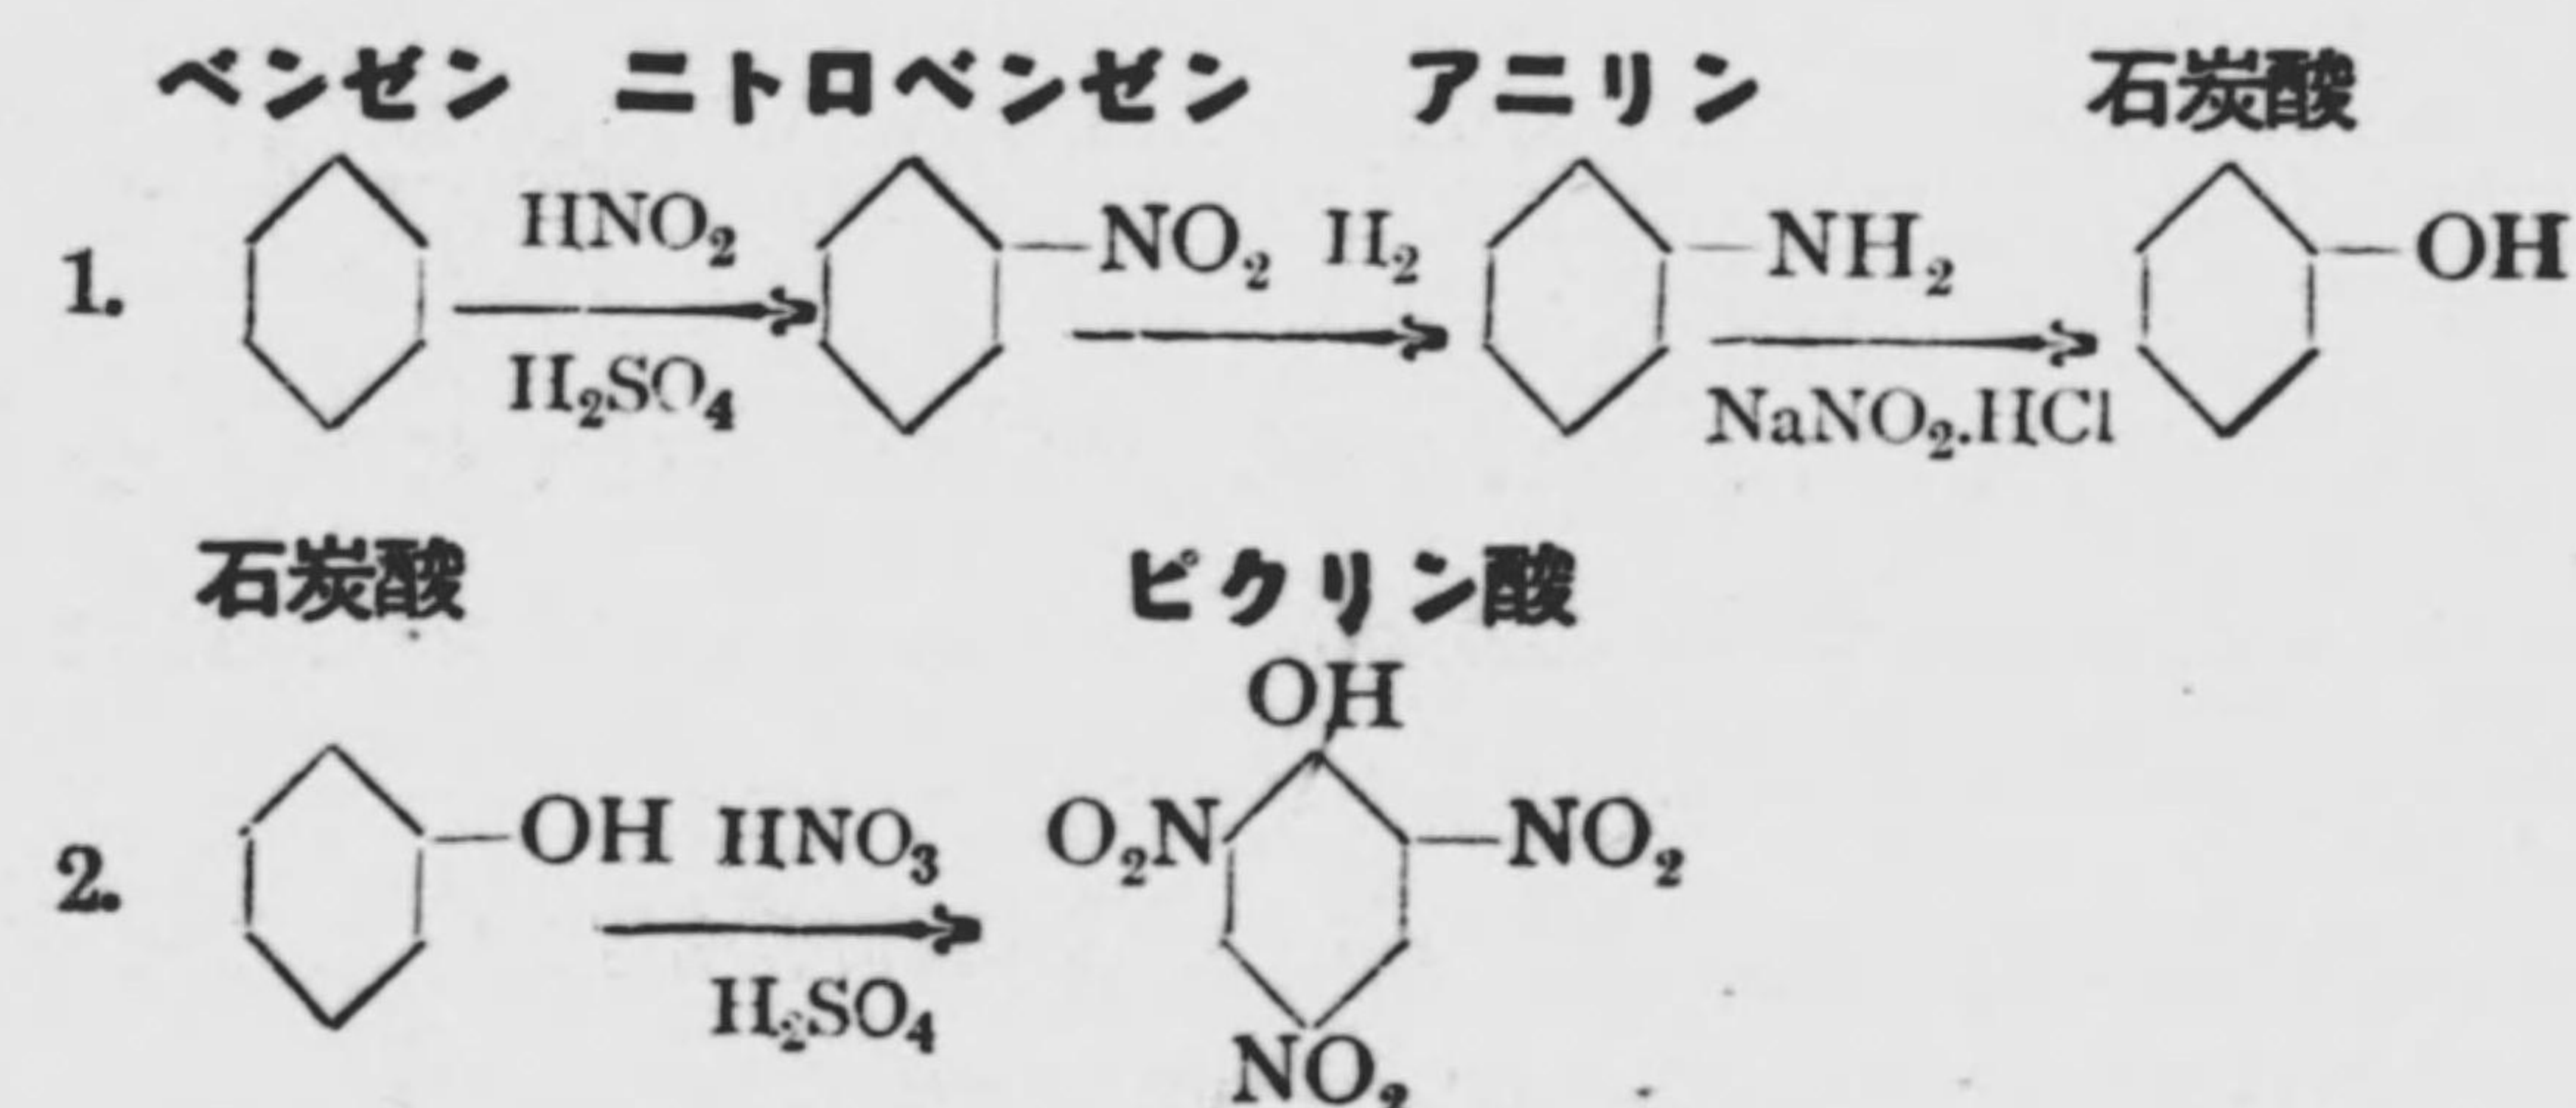 ベンゼン ニトロベンゼン アニリン 石炭酸
1. HNO₂ H₂SO₄ NO₂ H₂ NH₂ NaNO₂.HCl OH
石炭酸 ピクリン酸
2. OH HNO₃ H₂SO₄ OH O₂N NO₂ NO₂